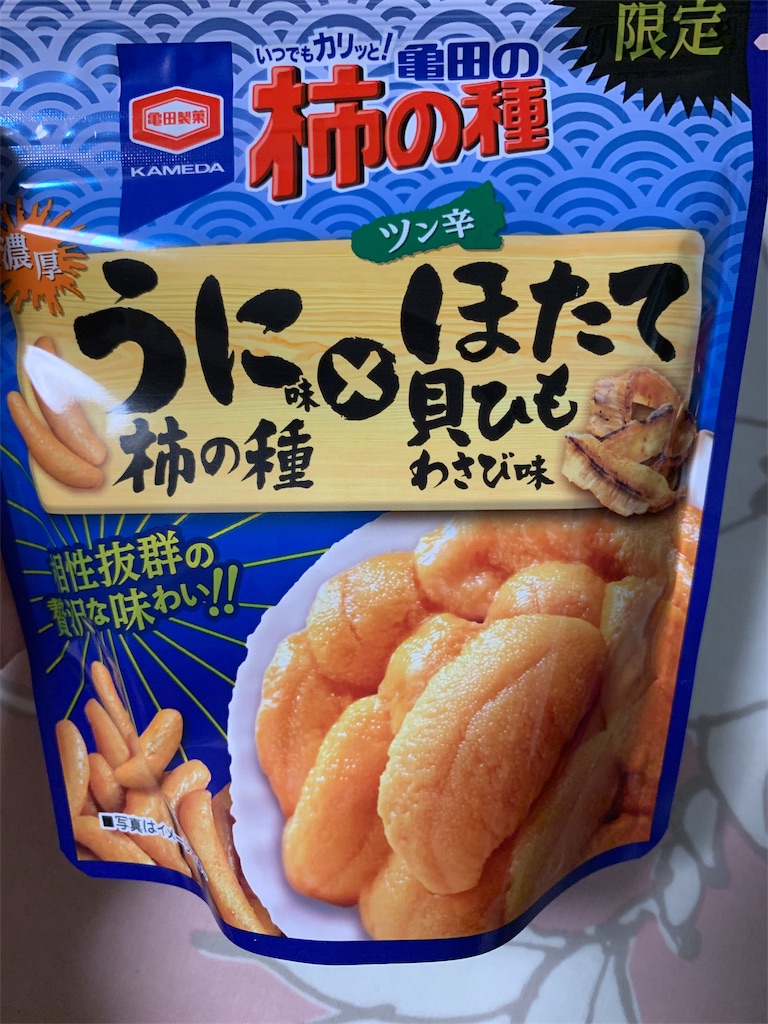 限定
いつでもカリッと!
亀田の
柿の種
亀田製菓
KAMEDA
ツン辛
濃厚
うに味
柿の種
×
ほたて
貝ひも
わさび味
相性抜群の
贅沢な味わい!!
■写真はイメージ